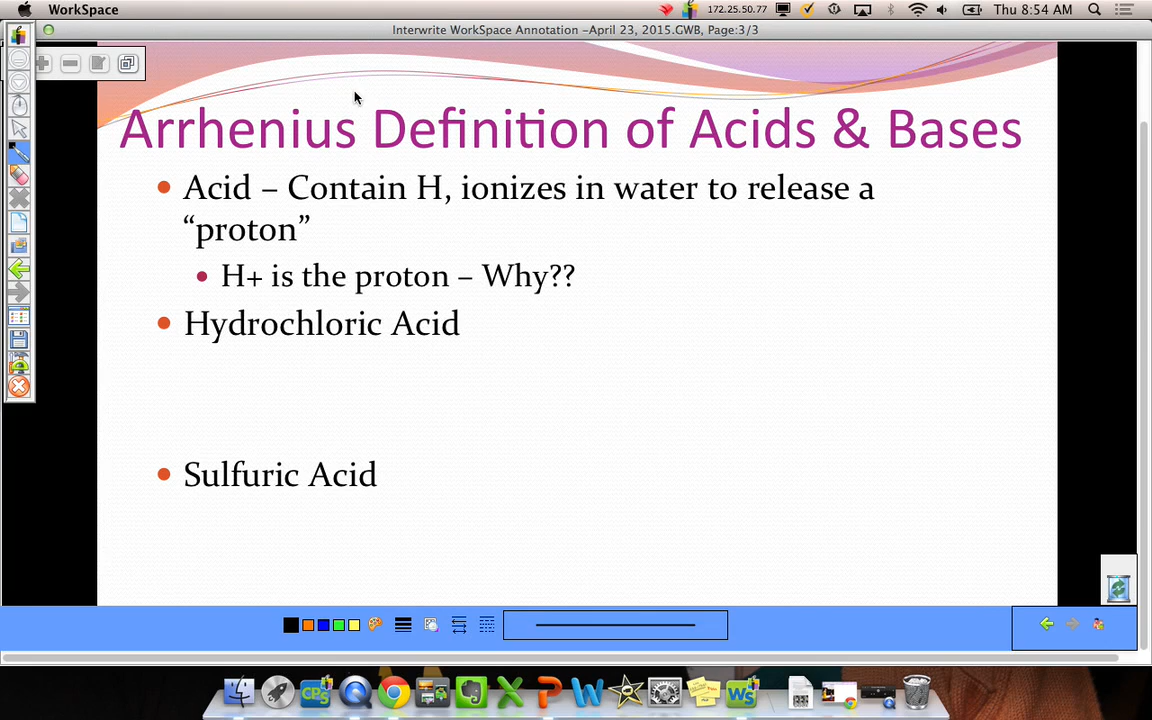 WorkSpace
172.25.50.77
Thu 8:54 AM
Interwrite WorkSpace Annotation –April 23, 2015.GWB, Page:3/3
Arrhenius Definition of Acids & Bases
Acid – Contain H, ionizes in water to release a
“proton”
H+ is the proton – Why??
Hydrochloric Acid
Sulfuric Acid
CPS
WS